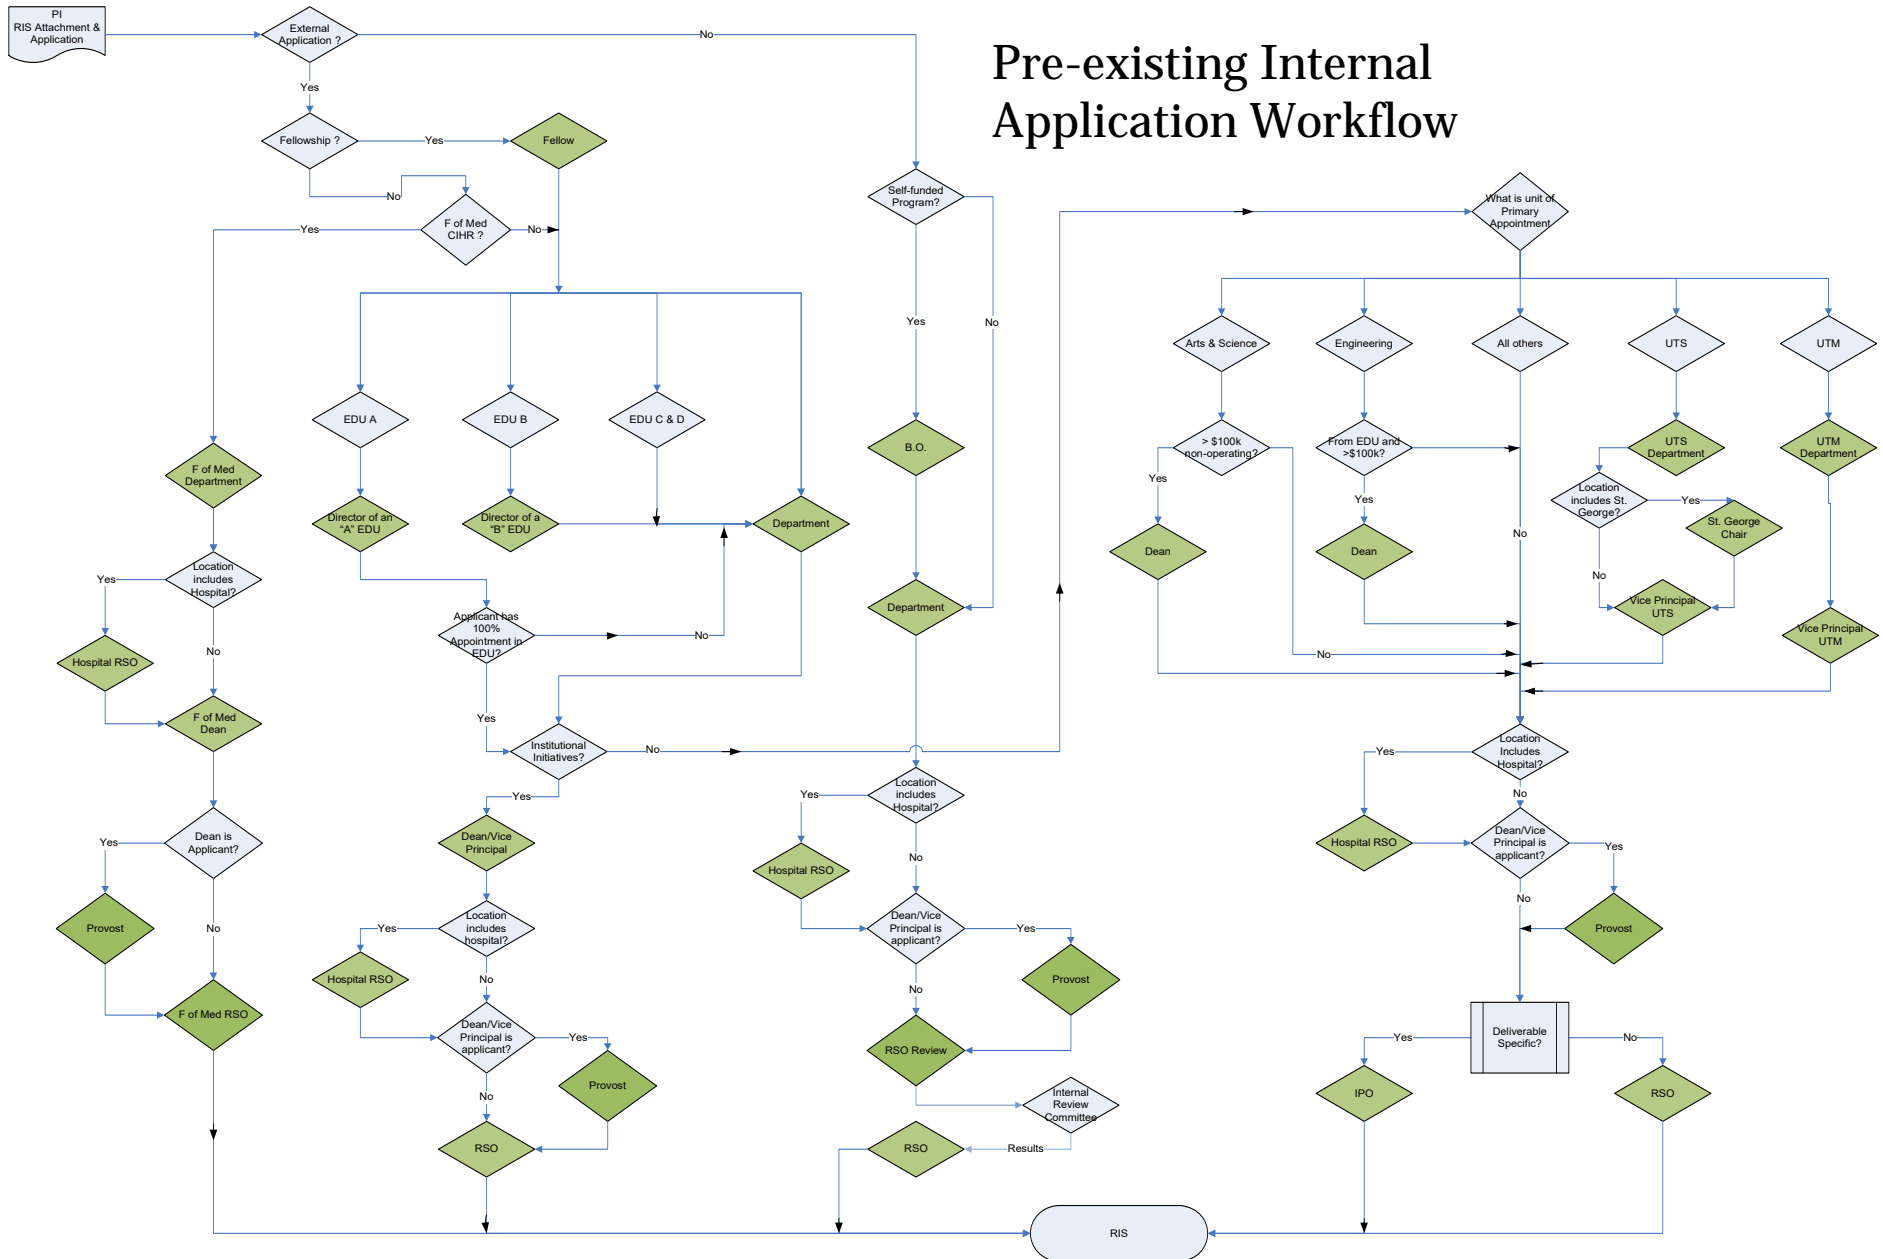 PI
RIS Attachment &
Application
External
Application ?
No
Pre-existing Internal
Application Workflow
Yes
Fellowship ?
Yes
Fellow
No
F of Med
CIHR ?
No
Yes
Self-funded
Program?
Yes
No
What is unit of
Primary
Appointment
Arts & Science
Engineering
All others
UTS
UTM
EDU A
EDU B
EDU C & D
B.O.
> $100k
non-operating?
From EDU and
>$100k?
UTS
Department
UTM
Department
F of Med
Department
Yes
Yes
Location
includes St.
George?
Yes
Director of an
“A” EDU
Director of a
“B” EDU
Department
St. George
Chair
No
Dean
Dean
Location
includes
Hospital?
Yes
No
Department
Vice Principal
UTS
Applicant has
100%
Appointment in
EDU?
No
Vice Principal
UTM
No
Hospital RSO
No
F of Med
Dean
Yes
Institutional
Initiatives?
No
Location
Includes
Hospital?
Yes
Yes
Location
includes
Hospital?
Yes
No
Dean is
Applicant?
Yes
Dean/Vice
Principal
Hospital RSO
No
Hospital RSO
Dean/Vice
Principal is
applicant?
Yes
No
Provost
No
Location
includes
hospital?
Yes
Dean/Vice
Principal is
applicant?
Yes
Provost
Hospital RSO
No
No
Provost
F of Med RSO
Dean/Vice
Principal is
applicant?
Yes
RSO Review
Deliverable
Specific?
Yes
No
No
Provost
Internal
Review
Committee
IPO
RSO
RSO
RSO
Results
RIS